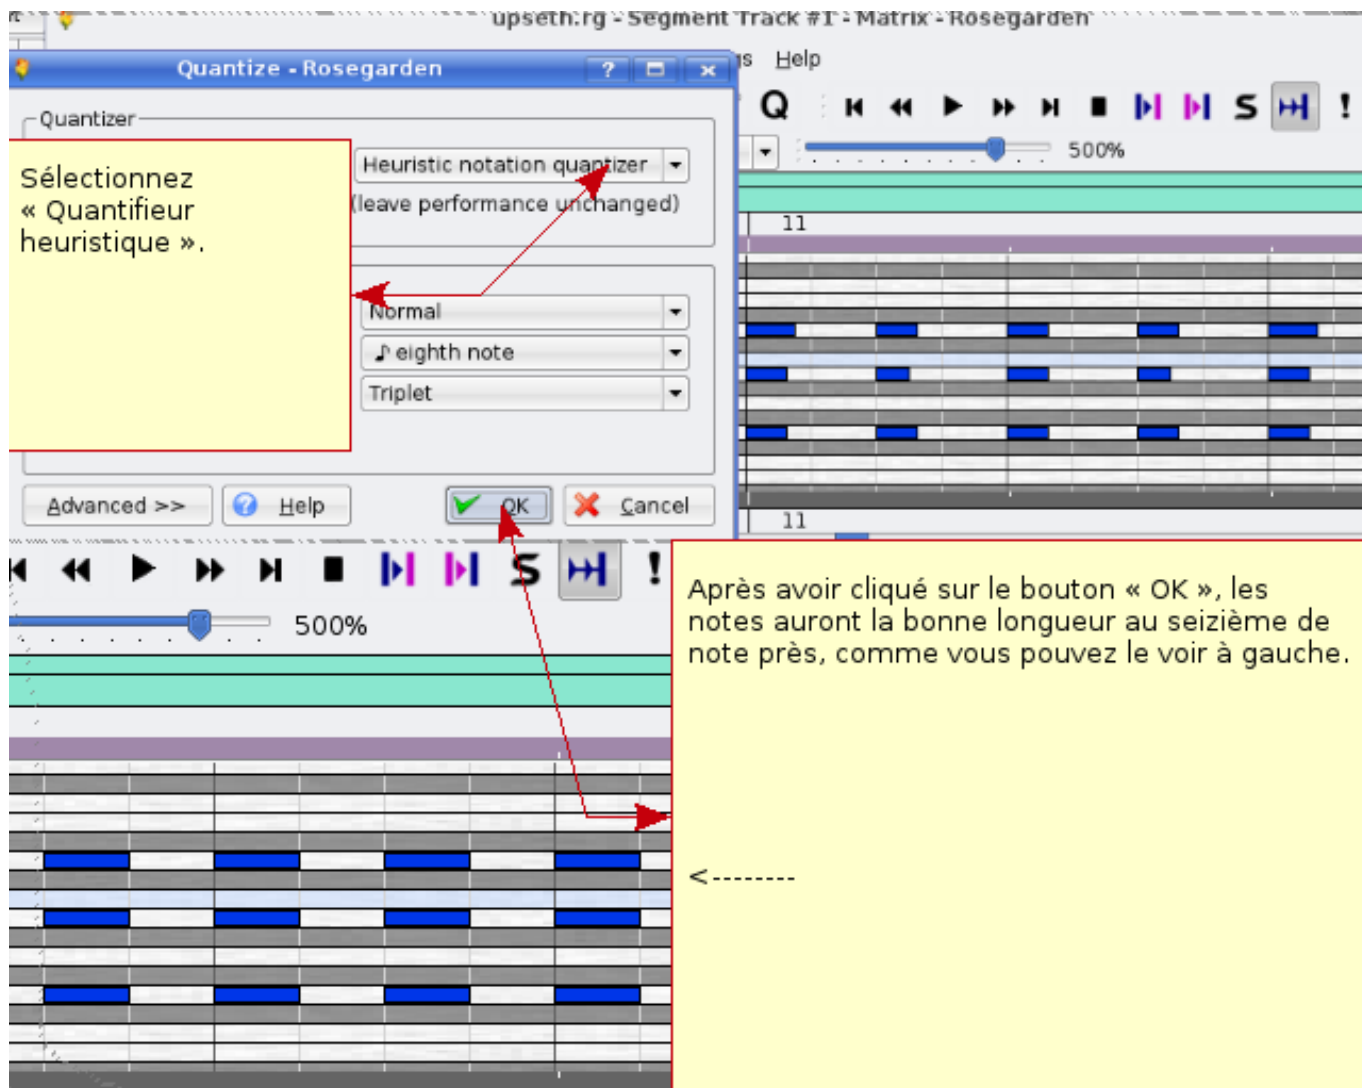 upseth.rg - Segment Track #1 - Matrix - Rosegarden
Help
Quantize - Rosegarden
?
Q
S
!
500%
Quantizer
Heuristic notation quantizer
(leave performance unchanged)
Sélectionnez
« Quantifieur
heuristique ».
11
Normal
eighth note
Triplet
Advanced >>
Help
OK
Cancel
11
S
!
500%
Après avoir cliqué sur le bouton « OK », les
notes auront la bonne longueur au seizième de
note près, comme vous pouvez le voir à gauche.
<--------